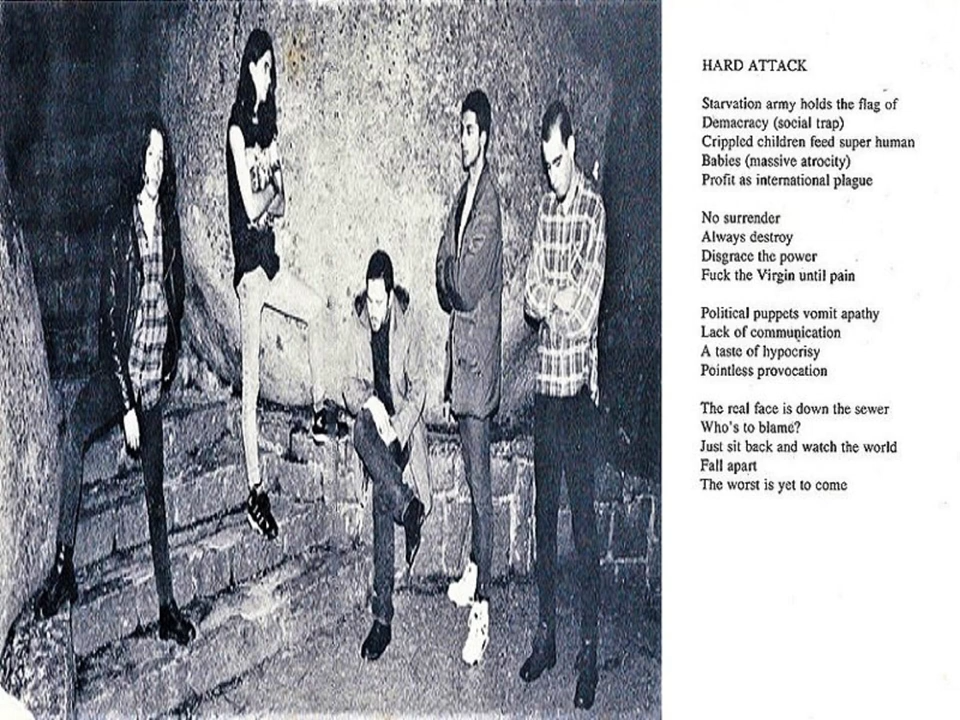 HARD ATTACK
Starvation army holds the flag of
Demacracy (social trap)
Crippled children feed super human
Babies (massive atrocity)
Profit as international plague
No surrender
Always destroy
Disgrace the power
Fuck the Virgin until pain
Political puppets vomit apathy
Lack of communication
A taste of hypocrisy
Pointless provocation
The real face is down the sewer
Who's to blame?
Just sit back and watch the world
Fall apart
The worst is yet to come